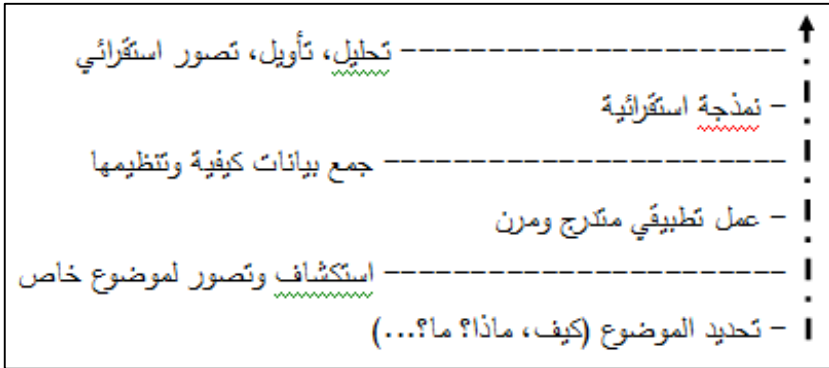 ----------------------- تحليل، تأويل، تصور استقرائي
- نمذجة استقرائية
----------------------- جمع بيانات كيفية وتنظيمها
- عمل تطبيقي متدرج ومرن
----------------------- استكشاف وتصور لموضوع خاص
- تحديد الموضوع (كيف، ماذا؟ ما؟...)